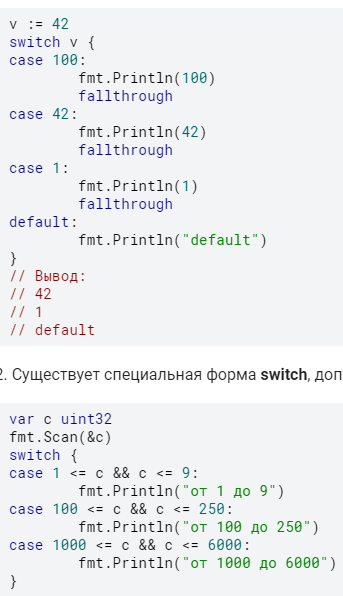 v := 42
switch v {
case 100:
        fmt.Println(100)
        fallthrough
case 42:
        fmt.Println(42)
        fallthrough
case 1:
        fmt.Println(1)
        fallthrough
default:
        fmt.Println("default")
}
// Вывод:
// 42
// 1
// default
2. Существует специальная форма switch, доп
var c uint32
fmt.Scan(&c)
switch {
case 1 <= c && c <= 9:
        fmt.Println("от 1 до 9")
case 100 <= c && c <= 250:
        fmt.Println("от 100 до 250")
case 1000 <= c && c <= 6000:
        fmt.Println("от 1000 до 6000")
}